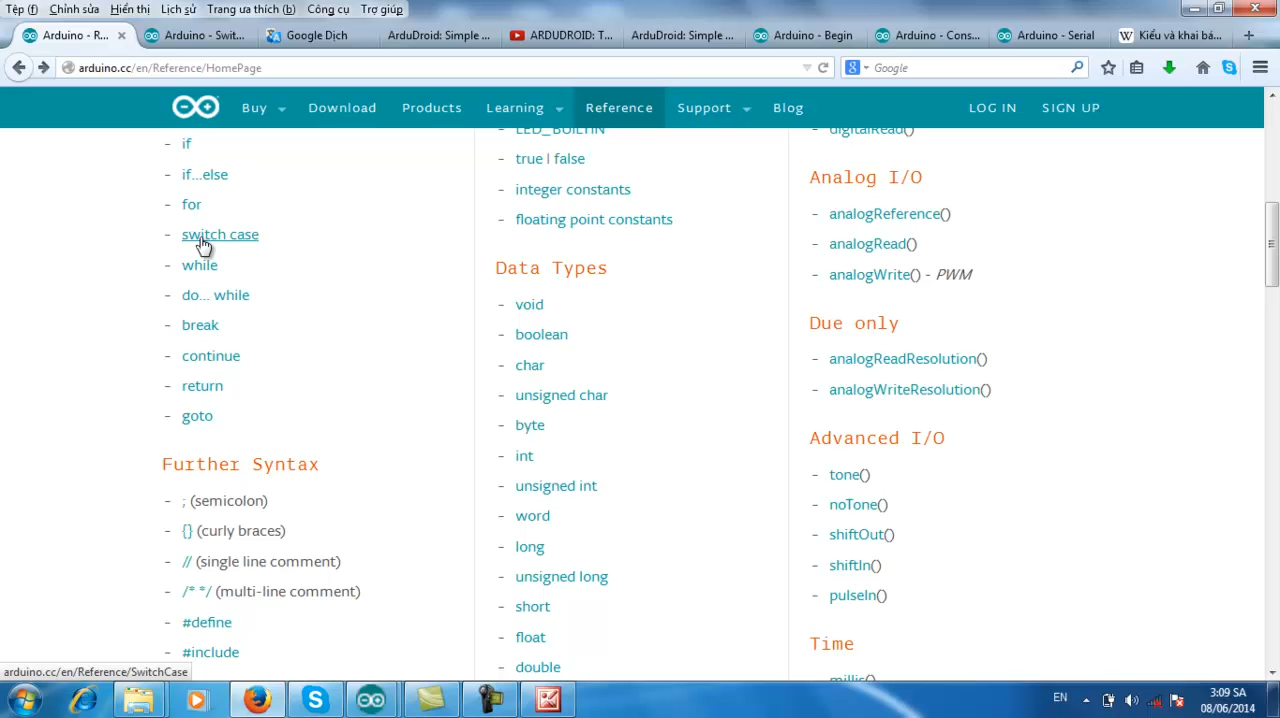 Tệp (f) Chỉnh sửa Hiển thị Lịch sử Trang ưa thích (b) Công cụ Trợ giúp
Arduino - R... Arduino - Swit... Google Dịch ArduDroid: Simple ... ARDUDROID: T... ArduDroid: Simple ... Arduino - Begin Arduino - Cons... Arduino - Serial Kiểu và khai bá...
arduino.cc/en/Reference/HomePage Google
Buy Download Products Learning Reference Support Blog LOG IN SIGN UP
- if
- if...else
- for
- switch case
- while
- do... while
- break
- continue
- return
- goto
Further Syntax
- ; (semicolon)
- {} (curly braces)
- // (single line comment)
- /* */ (multi-line comment)
- #define
- #include
LED_BUILTIN
- true | false
- integer constants
- floating point constants
Data Types
- void
- boolean
- char
- unsigned char
- byte
- int
- unsigned int
- word
- long
- unsigned long
- short
- float
- double
- digitalRead()
Analog I/O
- analogReference()
- analogRead()
- analogWrite() - PWM
Due only
- analogReadResolution()
- analogWriteResolution()
Advanced I/O
- tone()
- noTone()
- shiftOut()
- shiftIn()
- pulseIn()
Time
- millis()
arduino.cc/en/Reference/SwitchCase
EN 3:09 SA
08/06/2014